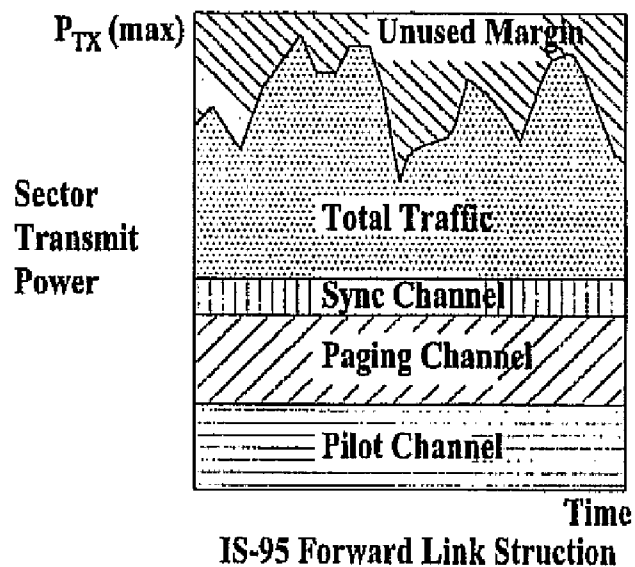 P_TX (max)
Unused Margin
Sector
Transmit
Power
Total Traffic
Sync Channel
Paging Channel
Pilot Channel
Time
IS-95 Forward Link Struction